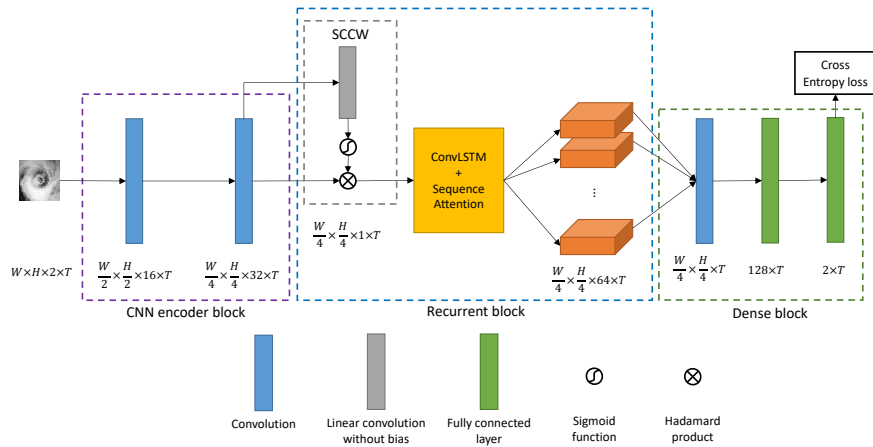 SCCW
Cross
Entropy loss
ConvLSTM
+
Sequence
Attention
...
W×H×2×T
W/2 × H/2 ×16×T
W/4 × H/4 ×32×T
W/4 × H/4 ×1×T
W/4 × H/4 ×64×T
W/4 × H/4 ×T
128×T
2×T
CNN encoder block
Recurrent block
Dense block
Convolution
Linear convolution
without bias
Fully connected
layer
Sigmoid
function
Hadamard
product